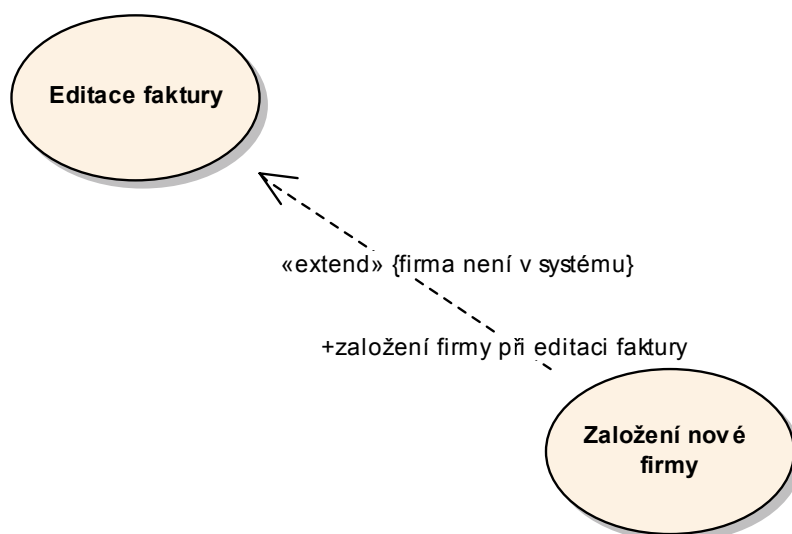 Editace faktury
«extend» {firma není v systému}
+založení firmy při editaci faktury
Založení nové
firmy